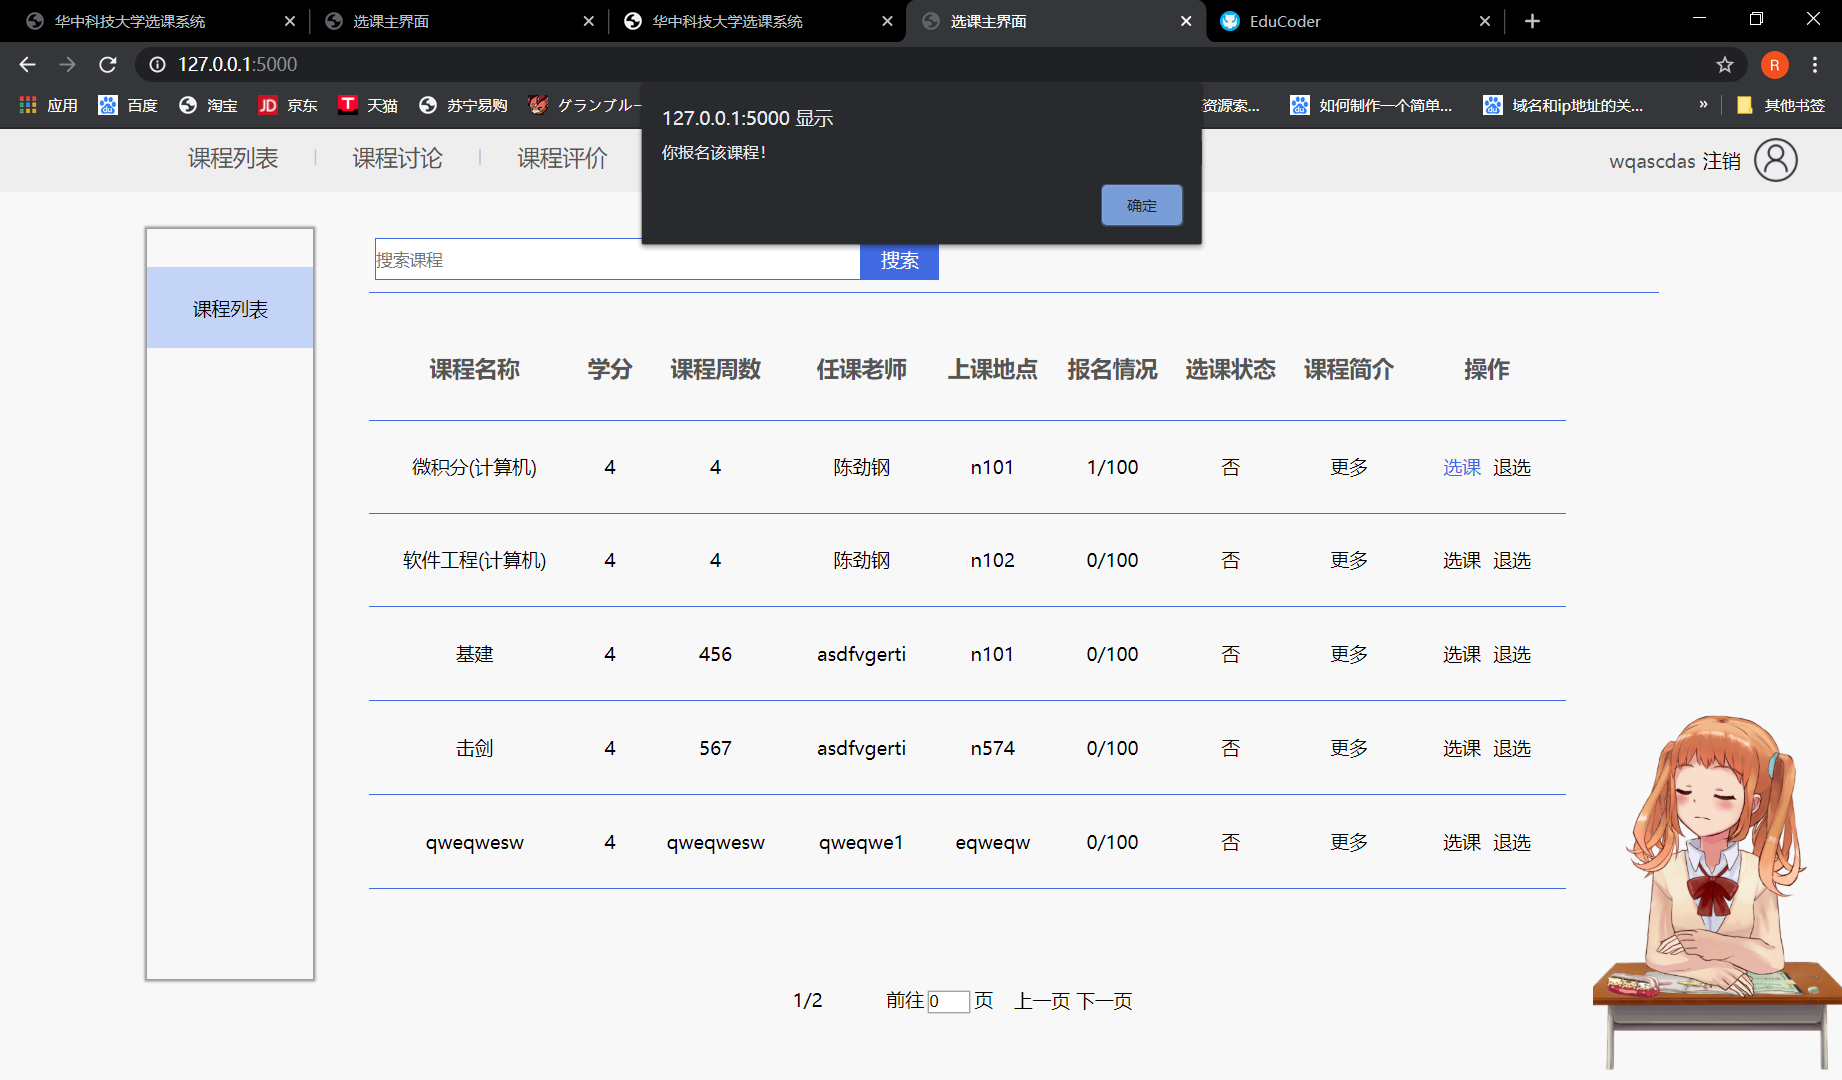 华中科技大学选课系统 选课主界面 华中科技大学选课系统 选课主界面 EduCoder
127.0.0.1:5000 R
应用 百度 淘宝 JD 京东 T 天猫 苏宁易购 グランブルー 资源索... 如何制作一个简单... 域名和ip地址的关... » 其他书签
127.0.0.1:5000 显示
你报名该课程!
确定
课程列表 | 课程讨论 | 课程评价 wqascdas 注销
搜索课程 搜索
课程列表
课程名称 学分 课程周数 任课老师 上课地点 报名情况 选课状态 课程简介 操作
微积分(计算机) 4 4 陈劲钢 n101 1/100 否 更多 选课 退选
软件工程(计算机) 4 4 陈劲钢 n102 0/100 否 更多 选课 退选
基建 4 456 asdfvgerti n101 0/100 否 更多 选课 退选
击剑 4 567 asdfvgerti n574 0/100 否 更多 选课 退选
qweqwesw 4 qweqwesw qweqwe1 eqweqw 0/100 否 更多 选课 退选
1/2 前往 0 页 上一页 下一页